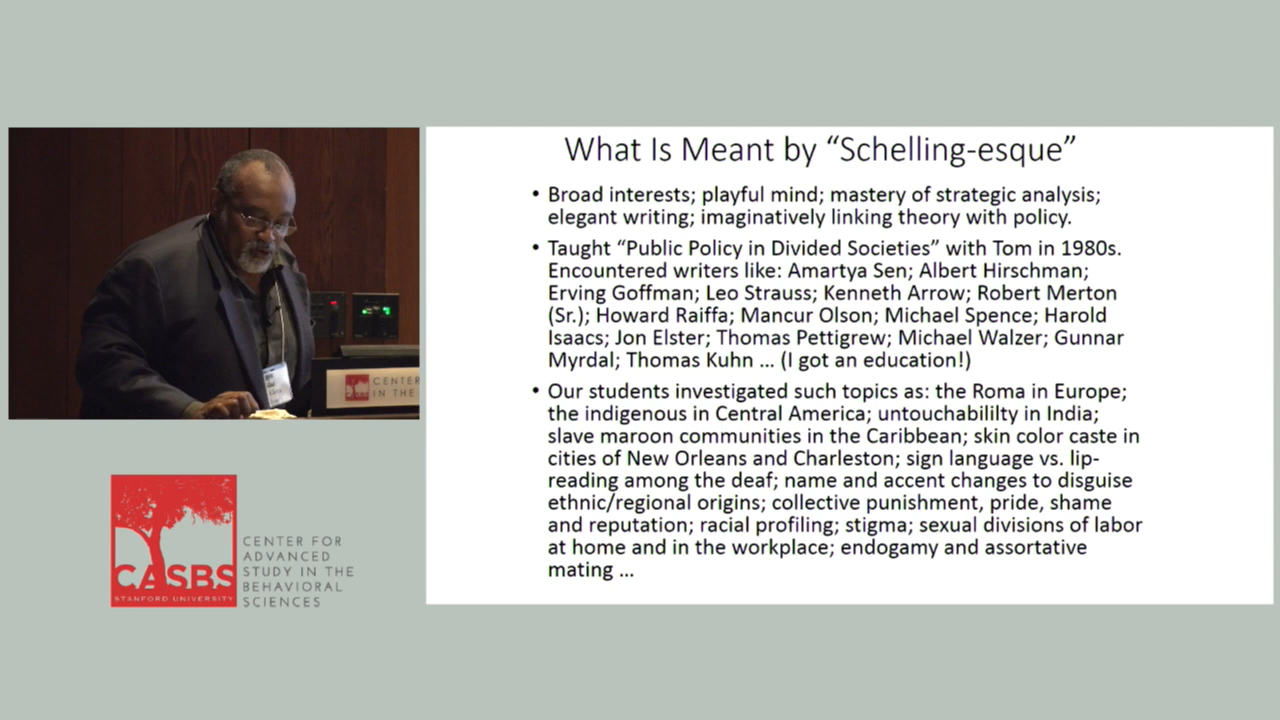 What Is Meant by “Schelling-esque”
• Broad interests; playful mind; mastery of strategic analysis;
elegant writing; imaginatively linking theory with policy.
• Taught “Public Policy in Divided Societies” with Tom in 1980s.
Encountered writers like: Amartya Sen; Albert Hirschman;
Erving Goffman; Leo Strauss; Kenneth Arrow; Robert Merton
(Sr.); Howard Raiffa; Mancur Olson; Michael Spence; Harold
Isaacs; Jon Elster; Thomas Pettigrew; Michael Walzer; Gunnar
Myrdal; Thomas Kuhn ... (I got an education!)
• Our students investigated such topics as: the Roma in Europe;
the indigenous in Central America; untouchabililty in India;
slave maroon communities in the Caribbean; skin color caste in
cities of New Orleans and Charleston; sign language vs. lip-
reading among the deaf; name and accent changes to disguise
ethnic/regional origins; collective punishment, pride, shame
and reputation; racial profiling; stigma; sexual divisions of labor
at home and in the workplace; endogamy and assortative
mating ...
CENTER
IN THE
CASBS
STANFORD UNIVERSITY
CENTER FOR
ADVANCED
STUDY IN THE
BEHAVIORAL
SCIENCES